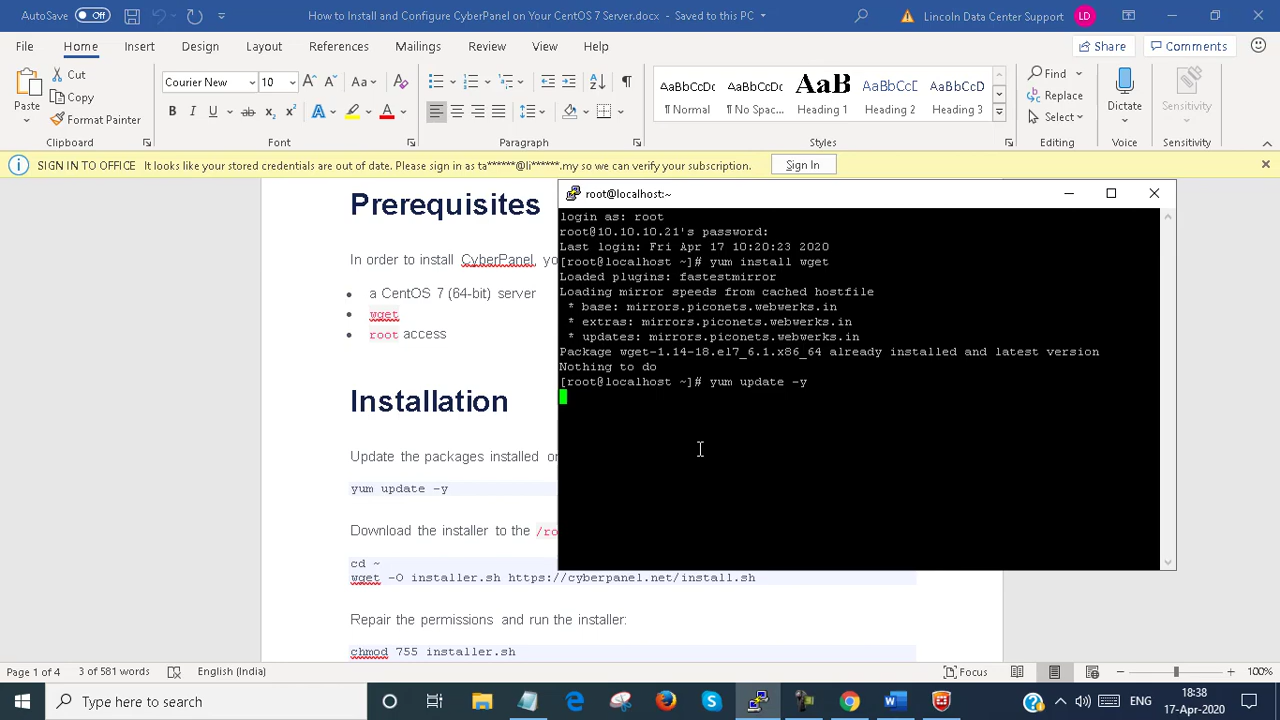 AutoSave Off
How to Install and Configure CyberPanel on Your CentOS 7 Server.docx - Saved to this PC
Lincoln Data Center Support LD
File Home Insert Design Layout References Mailings Review View Help Share Comments
Paste
Cut
Copy
Format Painter
Courier New 10
AaBbCcDc AaBbCcDc AaB AaBbCcD AaBbCcD
¶ Normal ¶ No Spac... Heading 1 Heading 2 Heading 3
Find
Replace
Select
Dictate
Sensitivity
Clipboard Font Paragraph Styles Editing Voice Sensitivity
SIGN IN TO OFFICE It looks like your stored credentials are out of date. Please sign in as ta******@li******.my so we can verify your subscription. Sign In
Prerequisites
In order to install CyberPanel, yo
• a CentOS 7 (64-bit) server
• wget
• root access
Installation
Update the packages installed on
yum update -y
Download the installer to the /ro
cd ~
wget -O installer.sh https://cyberpanel.net/install.sh
Repair the permissions and run the installer:
chmod 755 installer.sh
root@localhost:~
login as: root
root@10.10.10.21's password:
Last login: Fri Apr 17 10:20:23 2020
[root@localhost ~]# yum install wget
Loaded plugins: fastestmirror
Loading mirror speeds from cached hostfile
* base: mirrors.piconets.webwerks.in
* extras: mirrors.piconets.webwerks.in
* updates: mirrors.piconets.webwerks.in
Package wget-1.14-18.el7_6.1.x86_64 already installed and latest version
Nothing to do
[root@localhost ~]# yum update -y
Page 1 of 4 3 of 581 words English (India) Focus 100%
Type here to search
ENG
18:38
17-Apr-2020